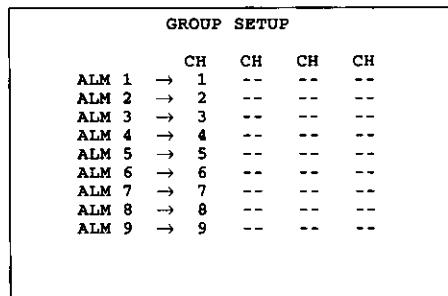 GROUP SETUP
CH CH CH CH
ALM 1 → 1 -- -- --
ALM 2 → 2 -- -- --
ALM 3 → 3 -- -- --
ALM 4 → 4 -- -- --
ALM 5 → 5 -- -- --
ALM 6 → 6 -- -- --
ALM 7 → 7 -- -- --
ALM 8 → 8 -- -- --
ALM 9 → 9 -- -- --